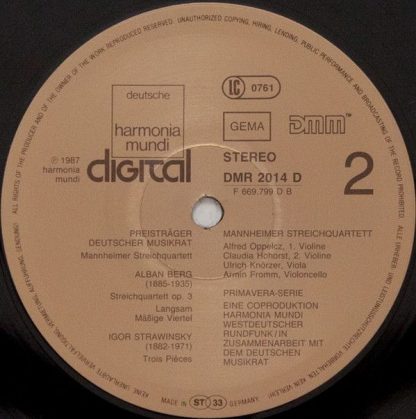 ALL RIGHTS OF THE PRODUCER AND OF THE OWNER OF THE WORK REPRODUCED RESERVED. UNAUTHORIZED COPYING, HIRING, LENDING, PUBLIC PERFORMANCE AND BROADCASTING OF THE RECORD
LC 0761
deutsche
harmonia
mundi
GEMA
DMM™
℗ 1987
harmonia
mundi
digital
STEREO
DMR 2014 D
F 669.799 D B
2
PREISTRÄGER
DEUTSCHER MUSIKRAT
Mannheimer Streichquartett
ALBAN BERG
(1885-1935)
Streichquartett op. 3
Langsam
Mäßige Viertel
IGOR STRAWINSKY
(1882-1971)
Trois Pièces
MANNHEIMER STREICHQUARTETT
Alfred Oppelcz, 1. Violine
Claudia Hohorst, 2. Violine
Ulrich Knörzer, Viola
Armin Fromm, Violoncello
PRIMAVERA-SERIE
EINE COPRODUKTION
HARMONIA MUNDI
WESTDEUTSCHER
RUNDFUNK/IN
ZUSAMMENARBEIT MIT
DEM DEUTSCHEN
MUSIKRAT
MADE IN ST 33 GERMANY